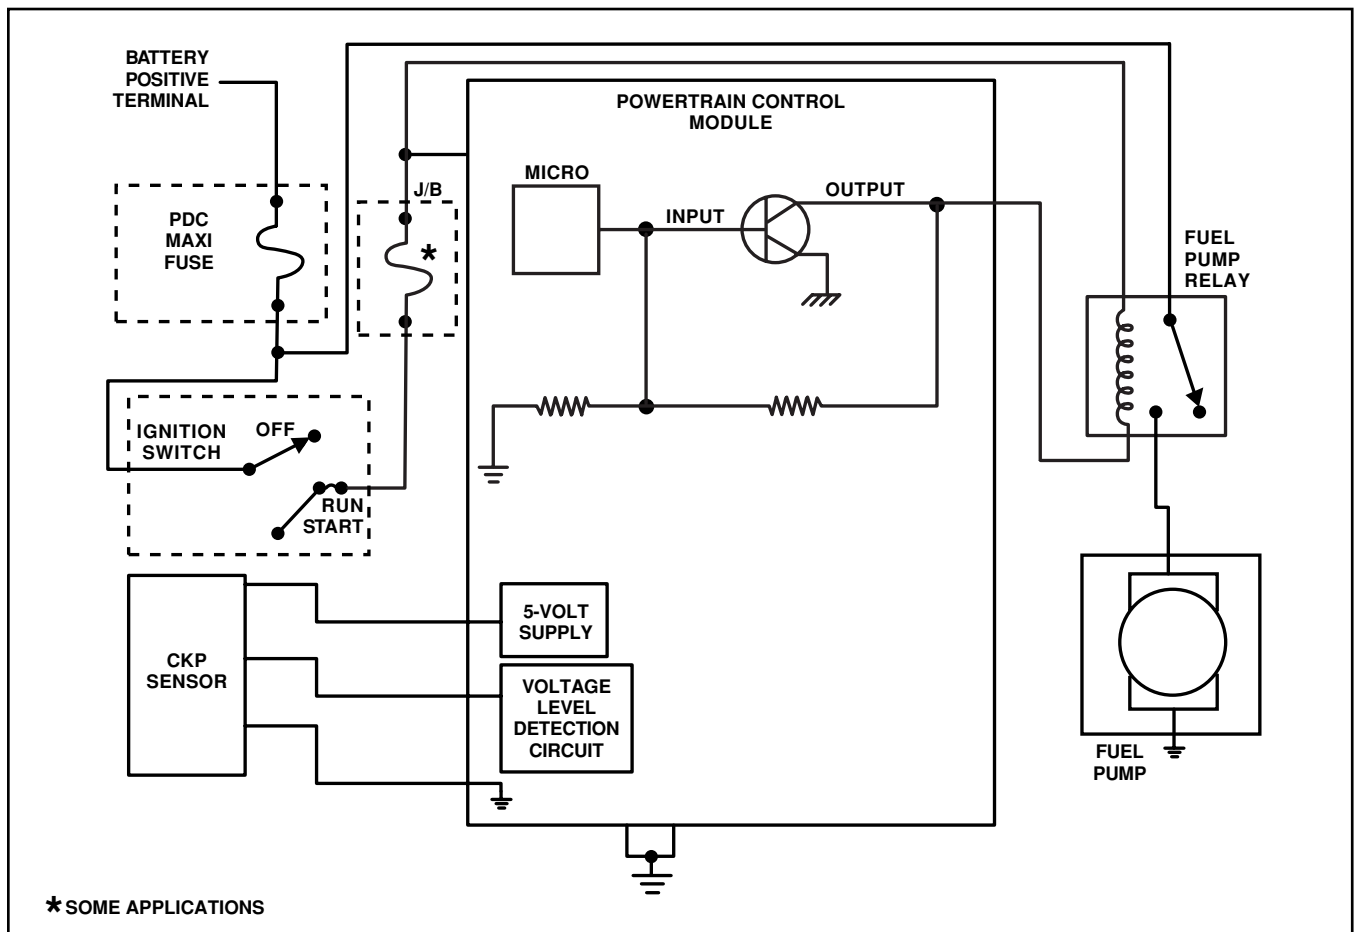 BATTERY
POSITIVE
TERMINAL
POWERTRAIN CONTROL
MODULE
MICRO
J/B
OUTPUT
INPUT
PDC
MAXI
FUSE
*
FUEL
PUMP
RELAY
IGNITION
SWITCH
OFF
RUN
START
5-VOLT
SUPPLY
CKP
SENSOR
VOLTAGE
LEVEL
DETECTION
CIRCUIT
FUEL
PUMP
* SOME APPLICATIONS